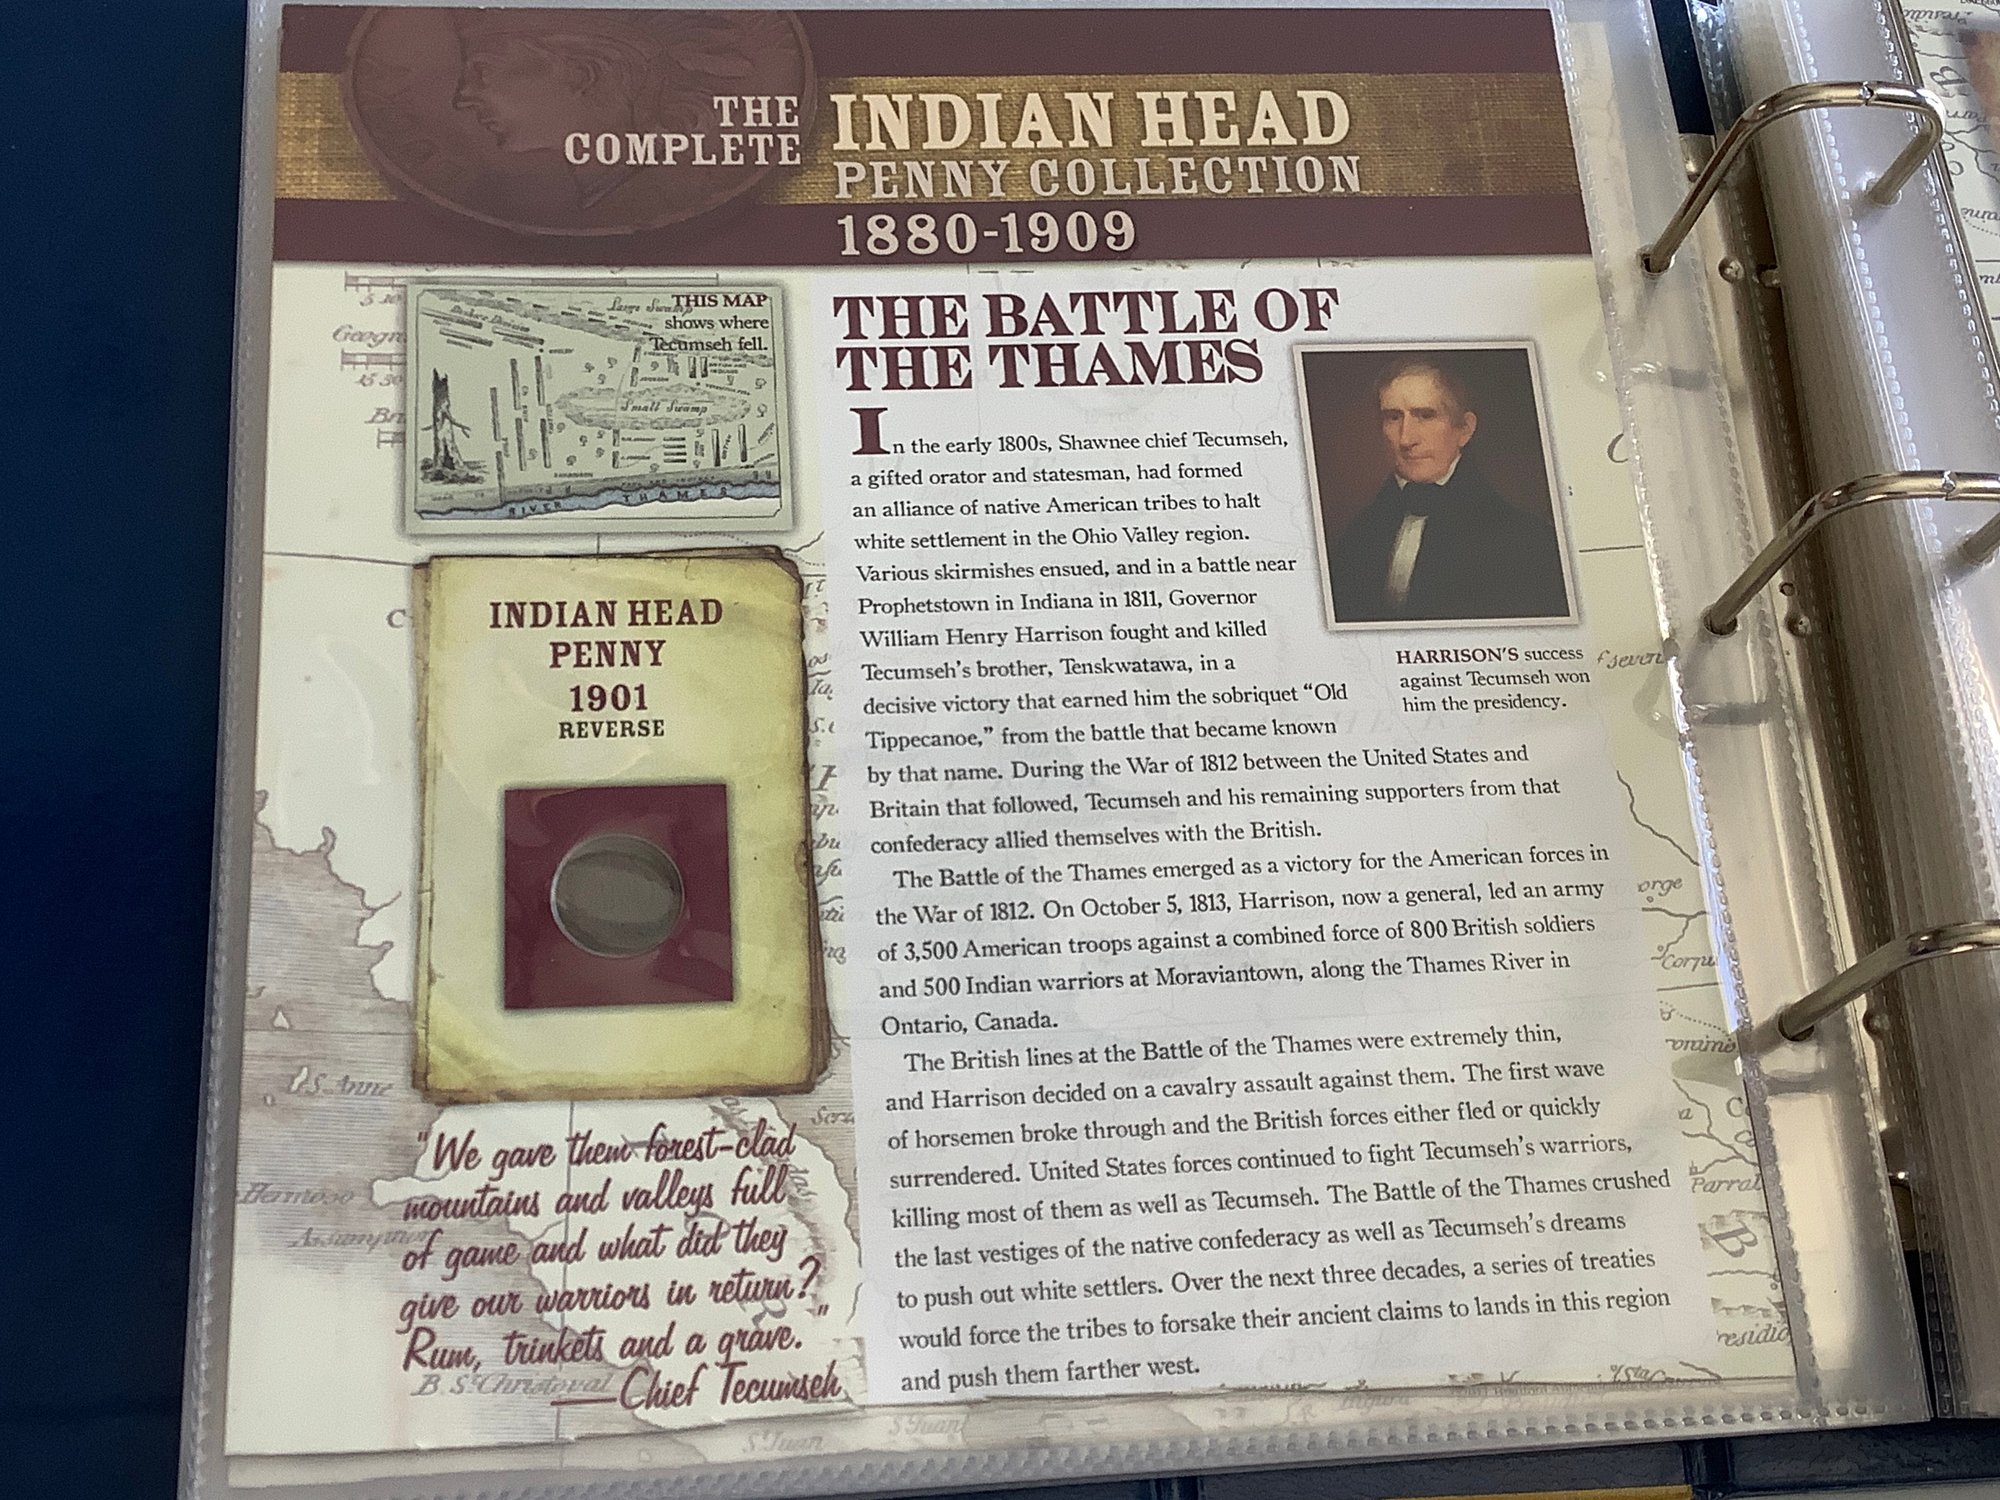 THE
COMPLETE
INDIAN HEAD
PENNY COLLECTION
1880-1909
THIS MAP
shows where
Tecumseh fell.
Large Swamp
Small Swamp
RIVER THAMES
INDIAN HEAD
PENNY
1901
REVERSE
"We gave them forest-clad
mountains and valleys full
of game and what did they
give our warriors in return?
Rum, trinkets and a grave."
—Chief Tecumseh
THE BATTLE OF
THE THAMES
In the early 1800s, Shawnee chief Tecumseh,
a gifted orator and statesman, had formed
an alliance of native American tribes to halt
white settlement in the Ohio Valley region.
Various skirmishes ensued, and in a battle near
Prophetstown in Indiana in 1811, Governor
William Henry Harrison fought and killed
Tecumseh's brother, Tenskwatawa, in a
decisive victory that earned him the sobriquet "Old
Tippecanoe," from the battle that became known
by that name. During the War of 1812 between the United States and
Britain that followed, Tecumseh and his remaining supporters from that
confederacy allied themselves with the British.
The Battle of the Thames emerged as a victory for the American forces in
the War of 1812. On October 5, 1813, Harrison, now a general, led an army
of 3,500 American troops against a combined force of 800 British soldiers
and 500 Indian warriors at Moraviantown, along the Thames River in
Ontario, Canada.
The British lines at the Battle of the Thames were extremely thin,
and Harrison decided on a cavalry assault against them. The first wave
of horsemen broke through and the British forces either fled or quickly
surrendered. United States forces continued to fight Tecumseh's warriors,
killing most of them as well as Tecumseh. The Battle of the Thames crushed
the last vestiges of the native confederacy as well as Tecumseh's dreams
to push out white settlers. Over the next three decades, a series of treaties
would force the tribes to forsake their ancient claims to lands in this region
and push them farther west.
HARRISON'S success
against Tecumseh won
him the presidency.
I.S. Anne
Hermoso
B. S. Christoval
S. Juan
S. Juan
Parral